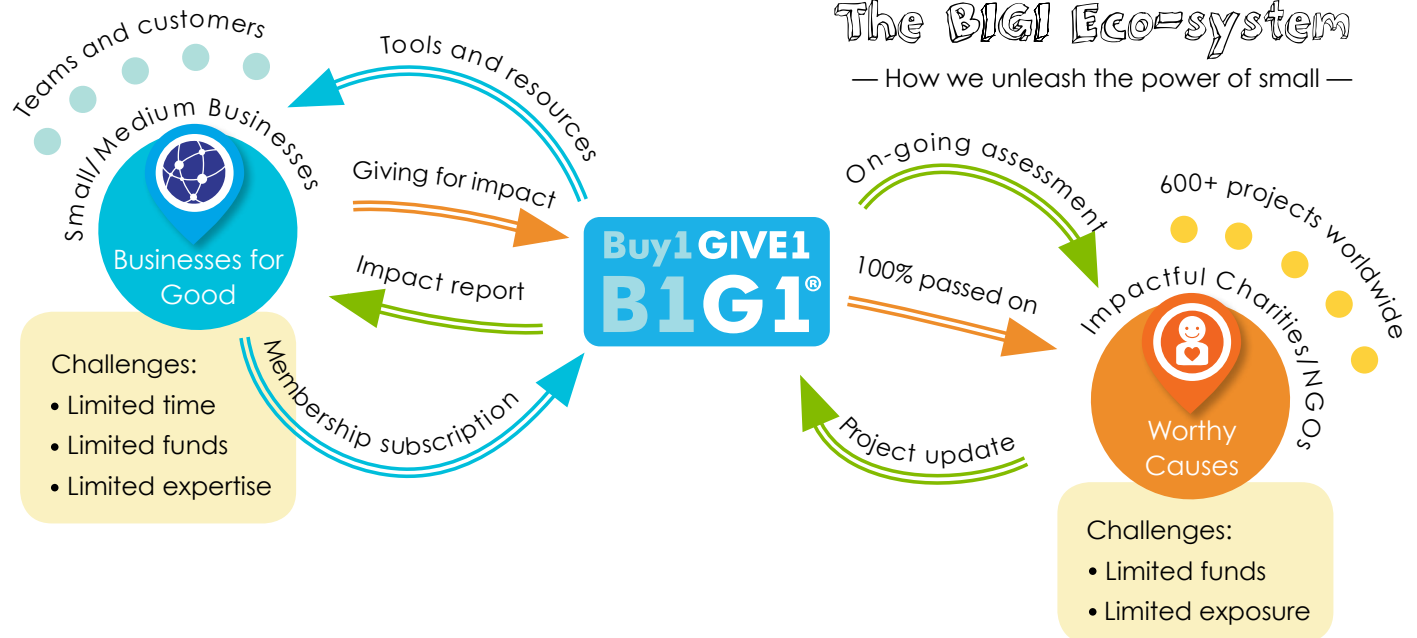 The B1G1 Eco-system
— How we unleash the power of small —
Teams and customers
Small/Medium Businesses
Businesses for
Good
Challenges:
• Limited time
• Limited funds
• Limited expertise
Tools and resources
Giving for impact
Impact report
Membership subscription
Buy1 GIVE1
B1G1®
On-going assessment
100% passed on
Project update
600+ projects worldwide
Impactful Charities/NGOs
Worthy
Causes
Challenges:
• Limited funds
• Limited exposure